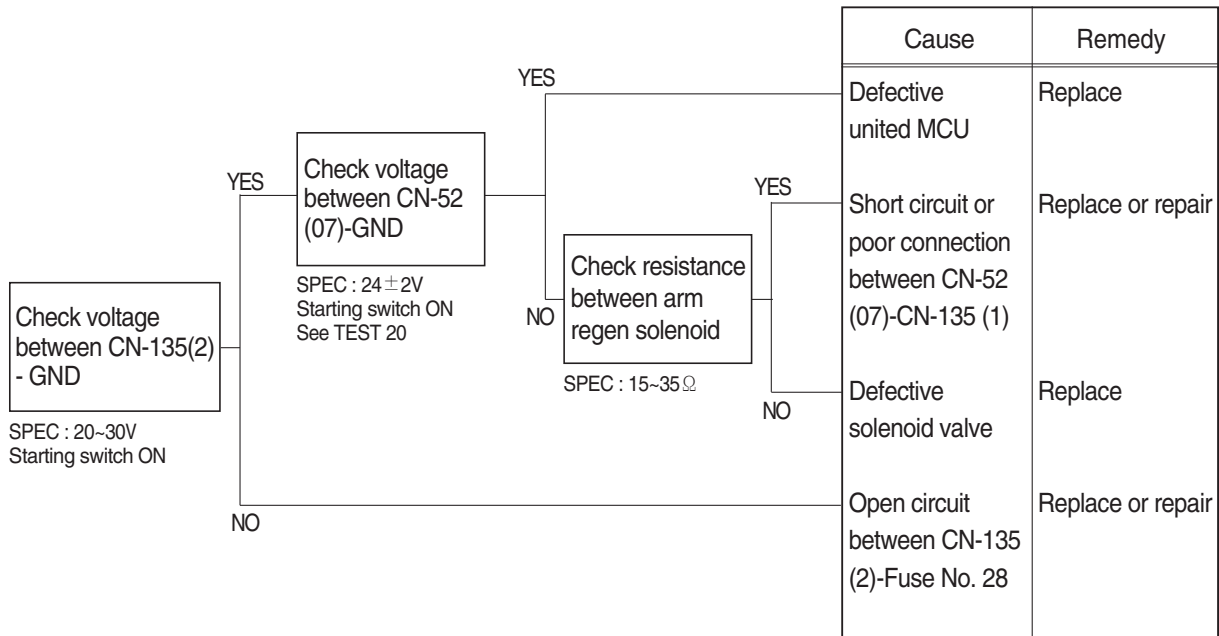 Check voltage
between CN-135(2)
- GND
SPEC : 20~30V
Starting switch ON
YES
NO
Check voltage
between CN-52
(07)-GND
SPEC : 24±2V
Starting switch ON
See TEST 20
YES
NO
Check resistance
between arm
regen solenoid
SPEC : 15~35Ω
YES
NO
Cause
Remedy
Defective
united MCU
Replace
Short circuit or
poor connection
between CN-52
(07)-CN-135 (1)
Replace or repair
Defective
solenoid valve
Replace
Open circuit
between CN-135
(2)-Fuse No. 28
Replace or repair